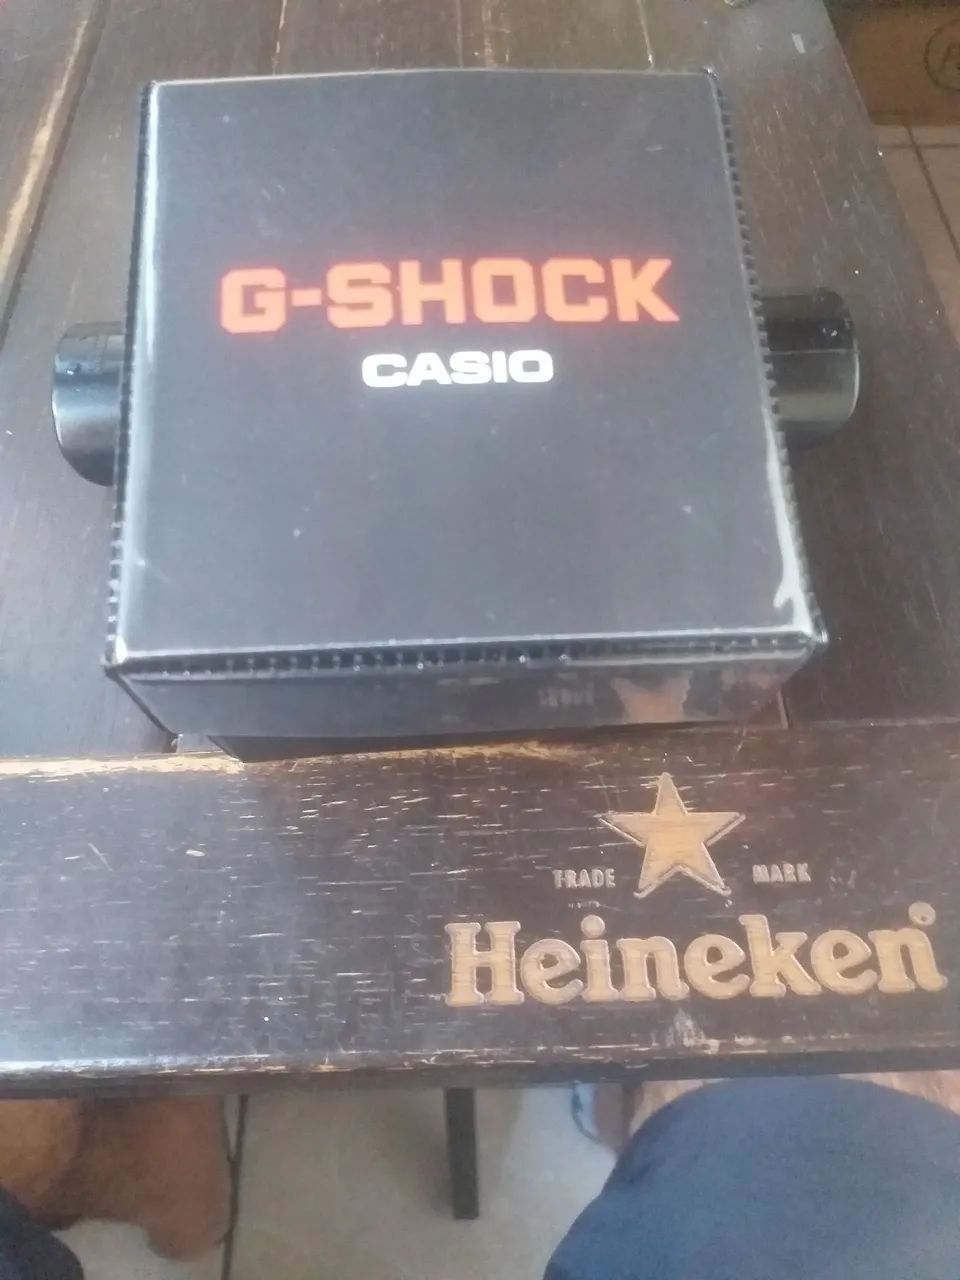 G-SHOCK
CASIO
TRADE MARK
Heineken®